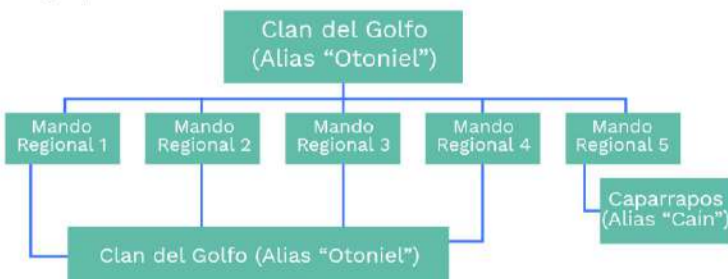 Clan del Golfo
(Alias “Otoniel”)
Mando
Regional 1
Mando
Regional 2
Mando
Regional 3
Mando
Regional 4
Mando
Regional 5
Caparrapos
(Alias “Caín”)
Clan del Golfo (Alias “Otoniel”)